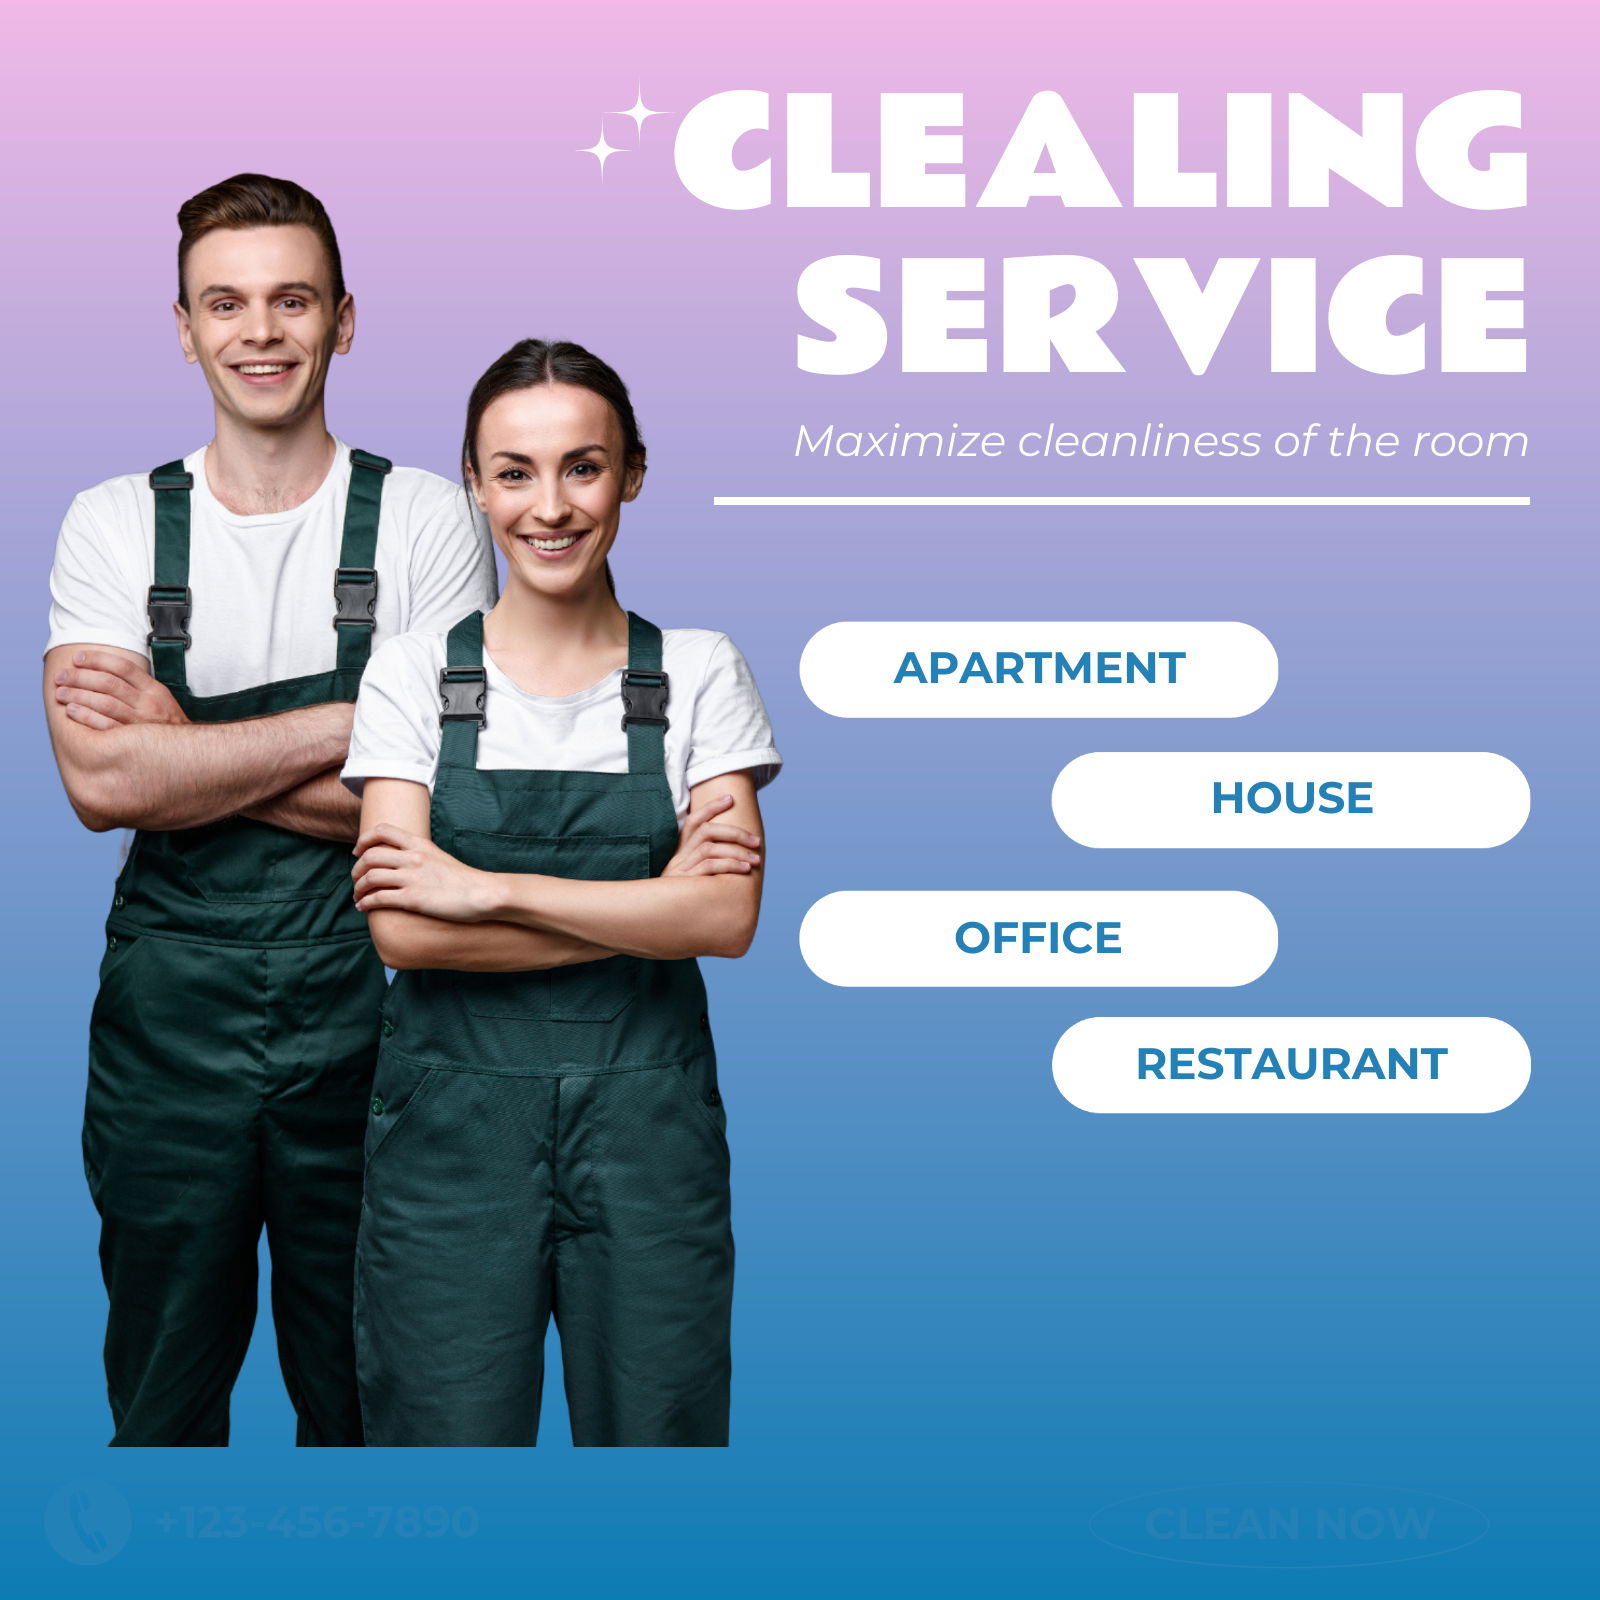 CLEALING
SERVICE
Maximize cleanliness of the room
APARTMENT
HOUSE
OFFICE
RESTAURANT
+123-456-7890
CLEAN NOW